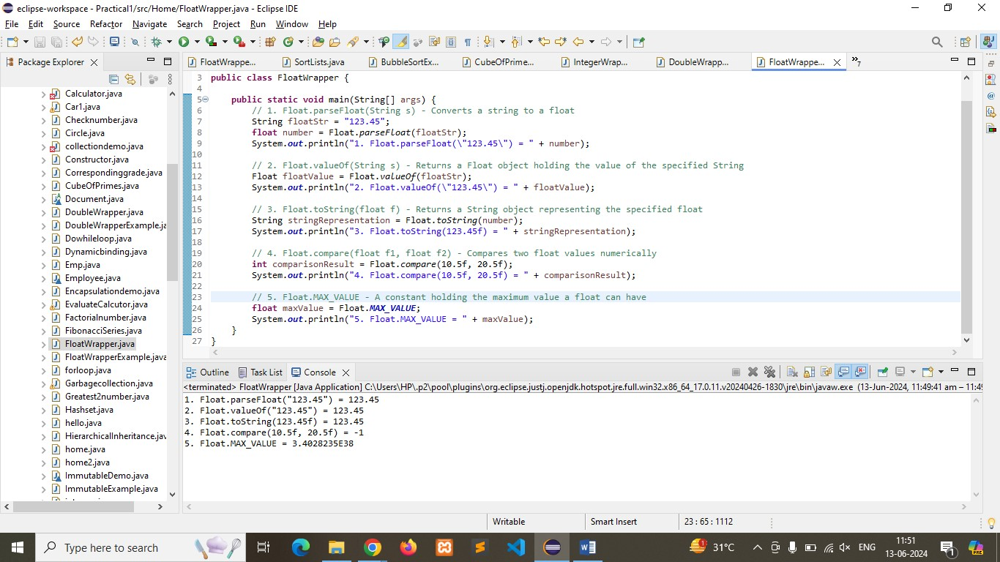 eclipse-workspace - Practical1/src/Home/FloatWrapper.java - Eclipse IDE
File Edit Source Refactor Navigate Search Project Run Window Help
Package Explorer
FloatWrappe... SortLists.java BubbleSortEx... CubeOfPrime... IntegerWrap... DoubleWrapp... FloatWrappe... 7
Calculator.java
Car1.java
Checknumber.java
Circle.java
collectiondemo.java
Constructor.java
Correspondinggrade.java
CubeOfPrimes.java
Document.java
DoubleWrapper.java
DoubleWrapperExample.ja
Dowhileloop.java
Dynamicbinding.java
Emp.java
Employee.java
Encapsulationdemo.java
EvaluateCalcutor.java
Factorialnumber.java
FibonacciSeries.java
FloatWrapper.java
FloatWrapperExample.java
forloop.java
Garbagecollection.java
Greatest2number.java
Hashset.java
hello.java
HierarchicalInheritance.jav
home.java
home2.java
ImmutableDemo.java
ImmutableExample.java
3 public class FloatWrapper {
4
5 public static void main(String[] args) {
6 // 1. Float.parseFloat(String s) - Converts a string to a float
7 String floatStr = "123.45";
8 float number = Float.parseFloat(floatStr);
9 System.out.println("1. Float.parseFloat(\"123.45\") = " + number);
10
11 // 2. Float.valueOf(String s) - Returns a Float object holding the value of the specified String
12 Float floatValue = Float.valueOf(floatStr);
13 System.out.println("2. Float.valueOf(\"123.45\") = " + floatValue);
14
15 // 3. Float.toString(float f) - Returns a String object representing the specified float
16 String stringRepresentation = Float.toString(number);
17 System.out.println("3. Float.toString(123.45f) = " + stringRepresentation);
18
19 // 4. Float.compare(float f1, float f2) - Compares two float values numerically
20 int comparisonResult = Float.compare(10.5f, 20.5f);
21 System.out.println("4. Float.compare(10.5f, 20.5f) = " + comparisonResult);
22
23 // 5. Float.MAX_VALUE - A constant holding the maximum value a float can have
24 float maxValue = Float.MAX_VALUE;
25 System.out.println("5. Float.MAX_VALUE = " + maxValue);
26 }
27 }
Outline Task List Console
<terminated> FloatWrapper [Java Application] C:\Users\HP\.p2\pool\plugins\org.eclipse.justj.openjdk.hotspot.jre.full.win32.x86_64_17.0.11.v20240426-1830\jre\bin\javaw.exe (13-Jun-2024, 11:49:41 am – 11:49
1. Float.parseFloat("123.45") = 123.45
2. Float.valueOf("123.45") = 123.45
3. Float.toString(123.45f) = 123.45
4. Float.compare(10.5f, 20.5f) = -1
5. Float.MAX_VALUE = 3.4028235E38
Writable Smart Insert 23 : 65 : 1112
Type here to search
1 31°C ENG 11:51 1
13-06-2024